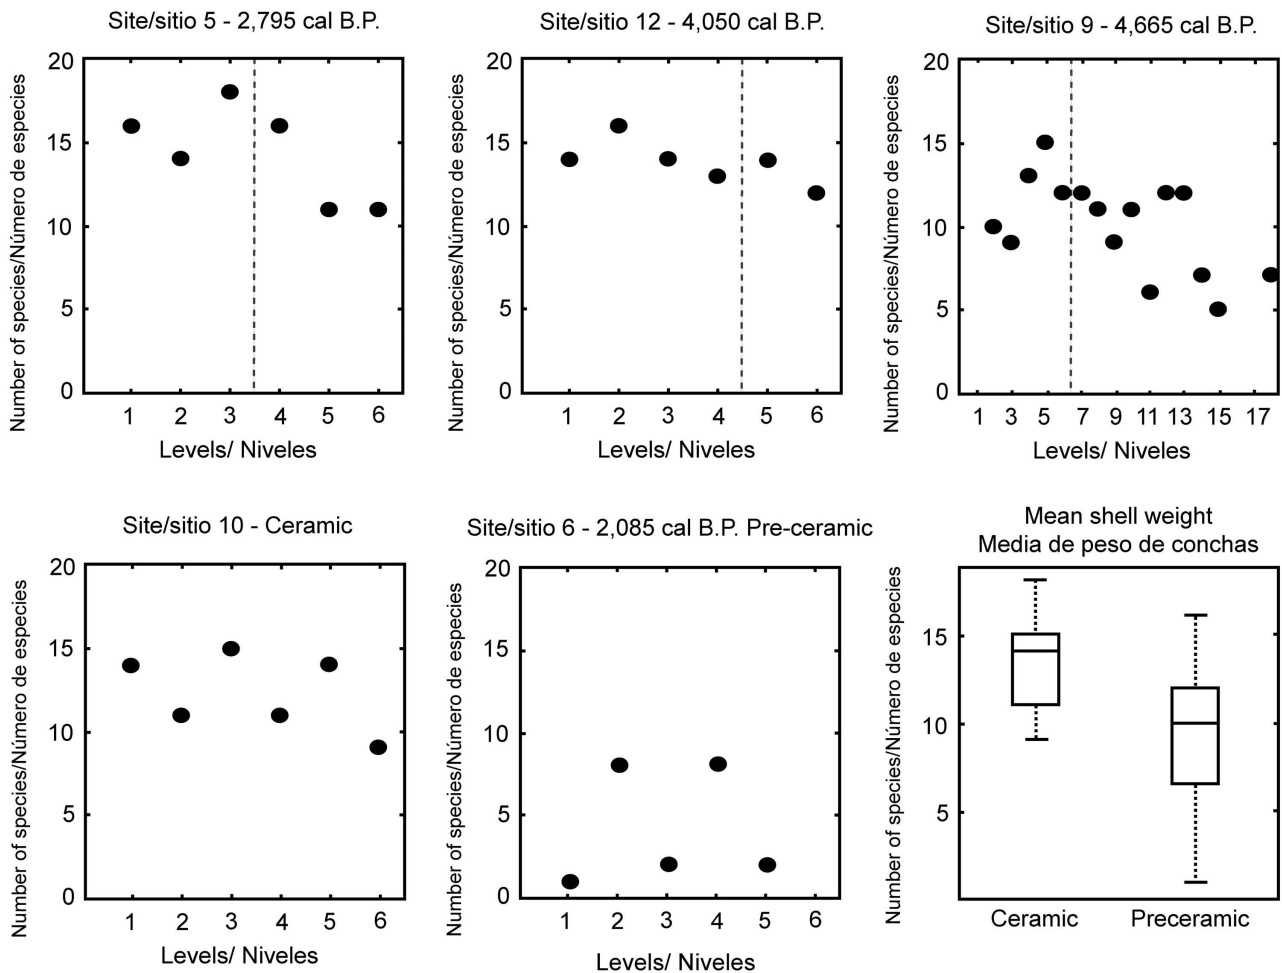 Site/sitio 5 - 2,795 cal B.P.
Number of species/Número de especies
20
15
10
5
0
1 2 3 4 5 6
Levels/ Niveles
Site/sitio 12 - 4,050 cal B.P.
Number of species/Número de especies
20
15
10
5
0
1 2 3 4 5 6
Levels/ Niveles
Site/sitio 9 - 4,665 cal B.P.
Number of species/Número de especies
20
15
10
5
0
1 3 5 7 9 11 13 15 17
Levels/ Niveles
Site/sitio 10 - Ceramic
Number of species/Número de especies
20
15
10
5
0
1 2 3 4 5 6
Levels/ Niveles
Site/sitio 6 - 2,085 cal B.P. Pre-ceramic
Number of species/Número de especies
20
15
10
5
0
1 2 3 4 5 6
Levels/ Niveles
Mean shell weight
Media de peso de conchas
Number of species/Número de especies
15
10
5
Ceramic Preceramic